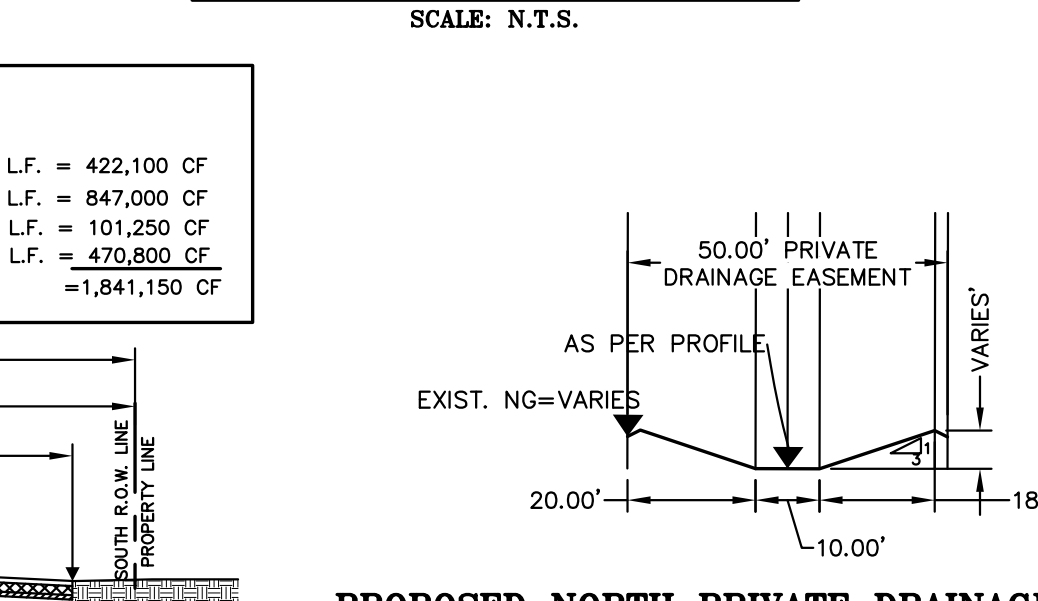 SCALE: N.T.S.
L.F. = 422,100 CF
L.F. = 847,000 CF
L.F. = 101,250 CF
L.F. = 470,800 CF
=1,841,150 CF
50.00' PRIVATE
DRAINAGE EASEMENT
VARIES'
AS PER PROFILE
EXIST. NG=VARIES
1
3
SOUTH R.O.W. LINE
PROPERTY LINE
20.00'
18
10.00'
PROPOSED NORTH PRIVATE DRAINAGE